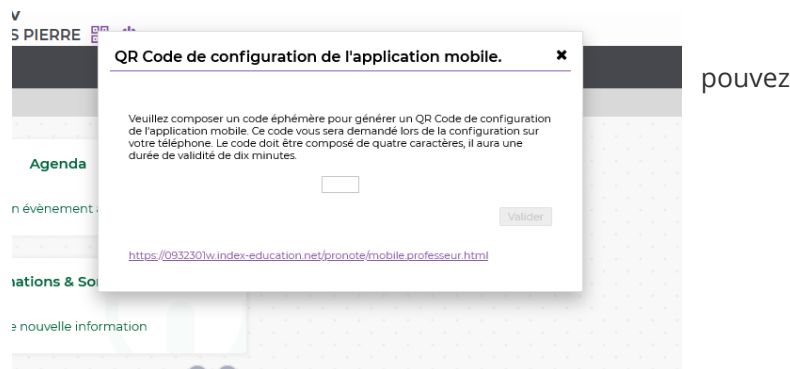 S PIERRE
QR Code de configuration de l'application mobile.
pouvez
Veuillez composer un code éphémère pour générer un QR Code de configuration
de l'application mobile. Ce code vous sera demandé lors de la configuration sur
votre téléphone. Le code doit être composé de quatre caractères, il aura une
durée de validité de dix minutes.
Agenda
n évènement
Valider
https://0932301w.index-education.net/pronote/mobile.professeur.html
nations & So
e nouvelle information